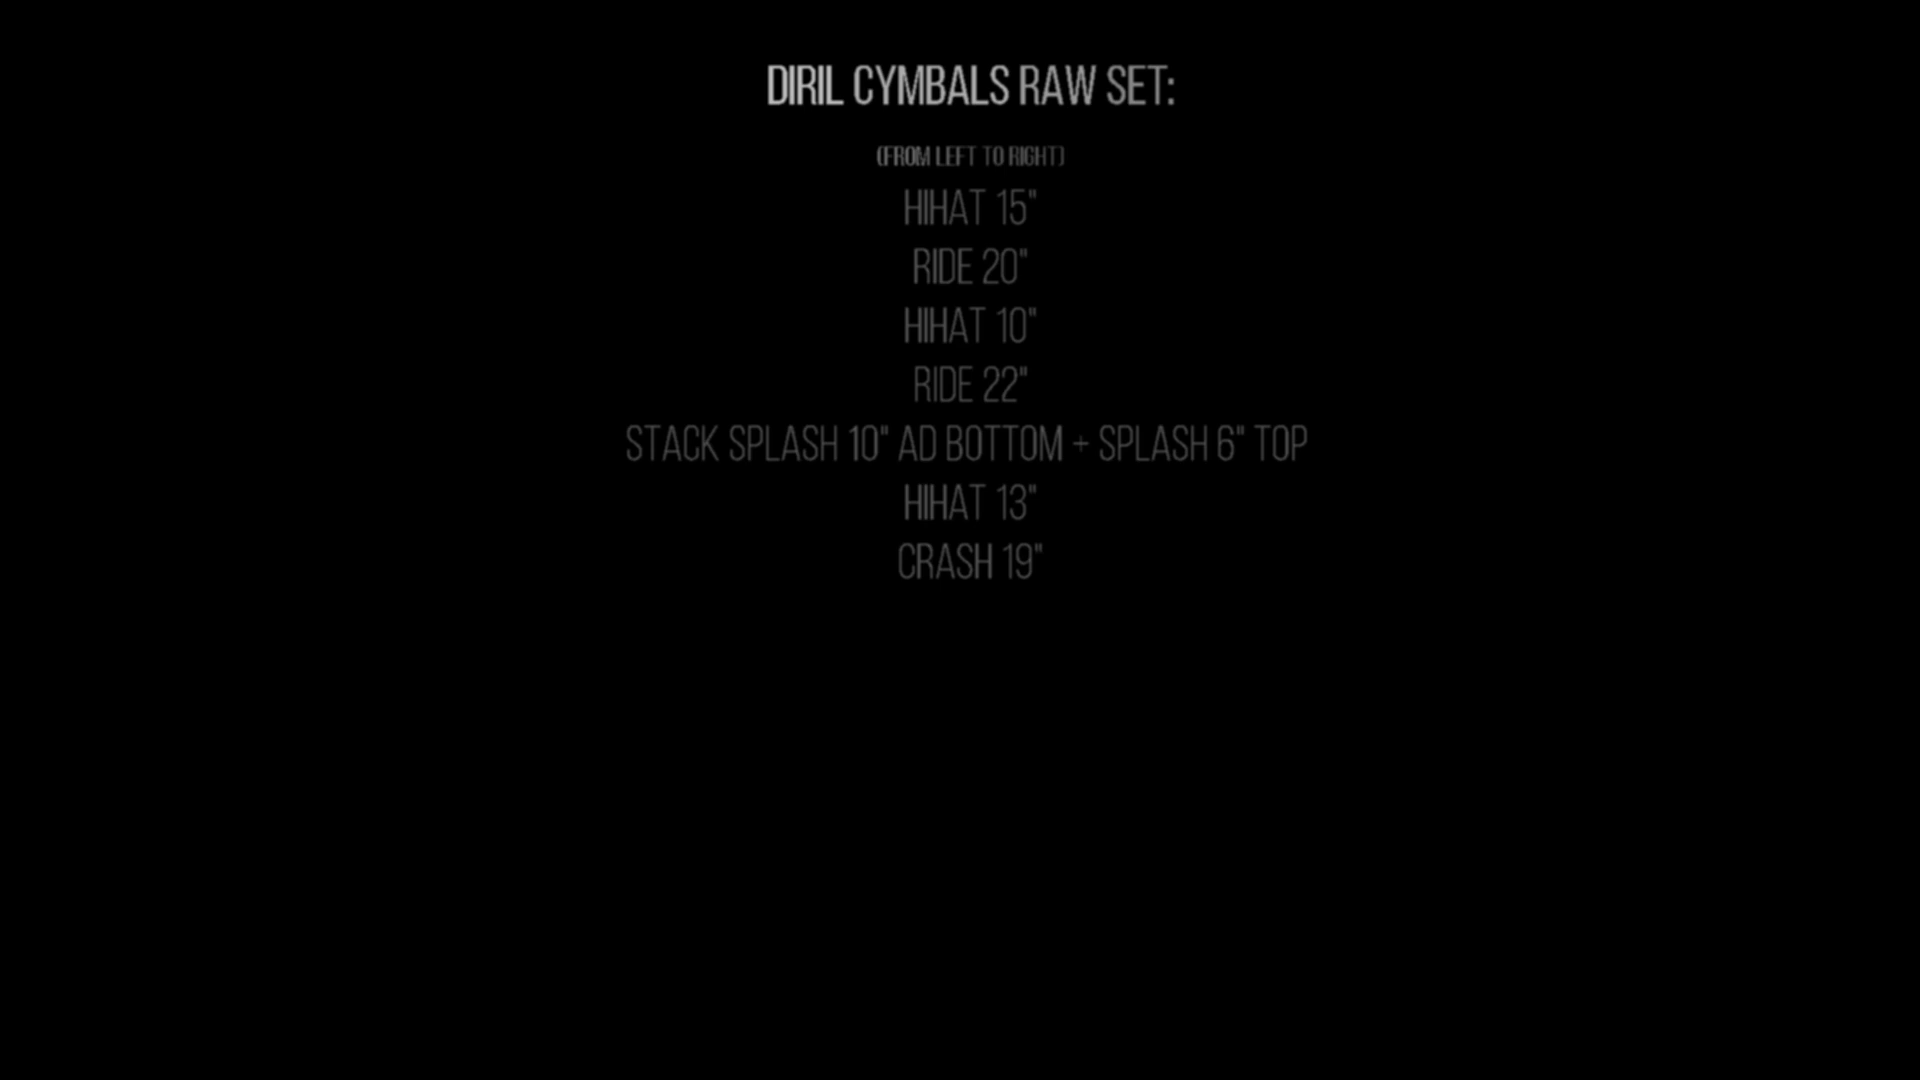 DIRIL CYMBALS RAW SET:
(FROM LEFT TO RIGHT)
HIHAT 15"
RIDE 20"
HIHAT 10"
RIDE 22"
STACK SPLASH 10" AD BOTTOM + SPLASH 6" TOP
HIHAT 13"
CRASH 19"